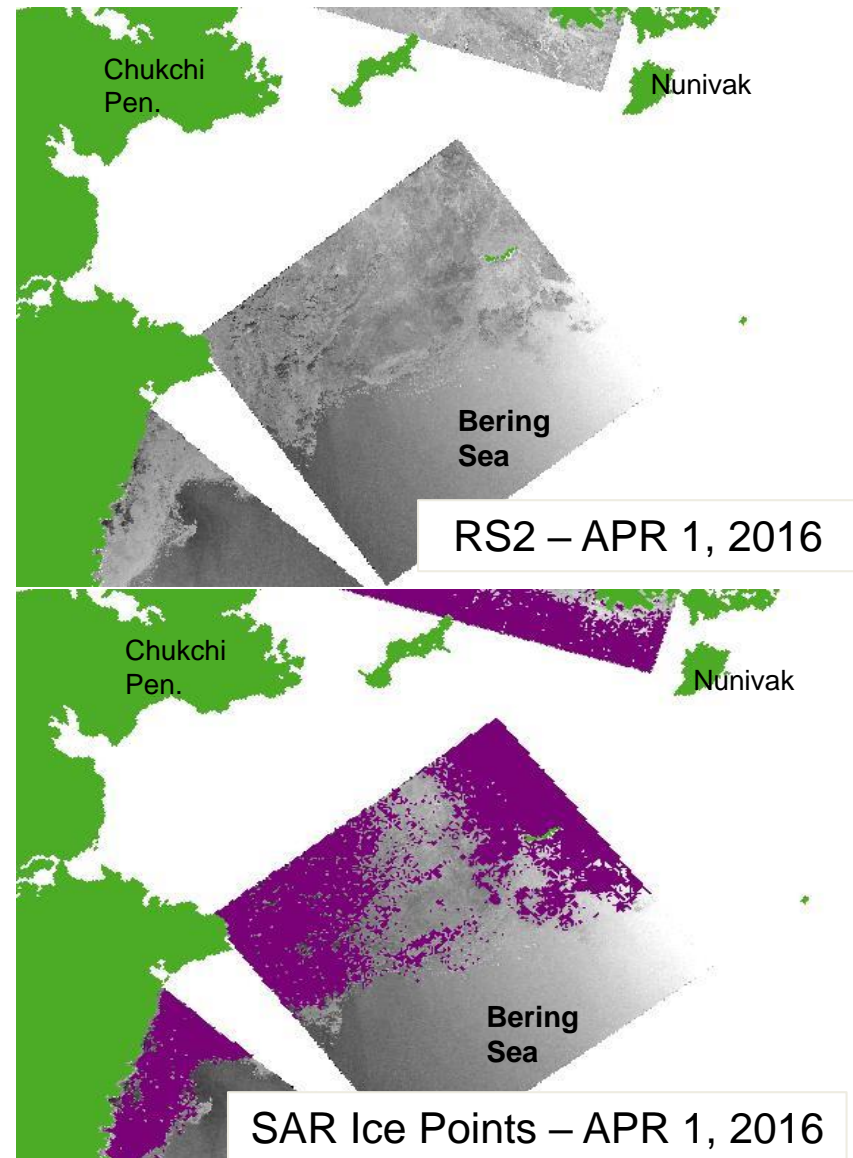 Chukchi
Pen.
Nunivak
Bering
Sea
RS2 – APR 1, 2016
Chukchi
Pen.
Nunivak
Bering
Sea
SAR Ice Points – APR 1, 2016